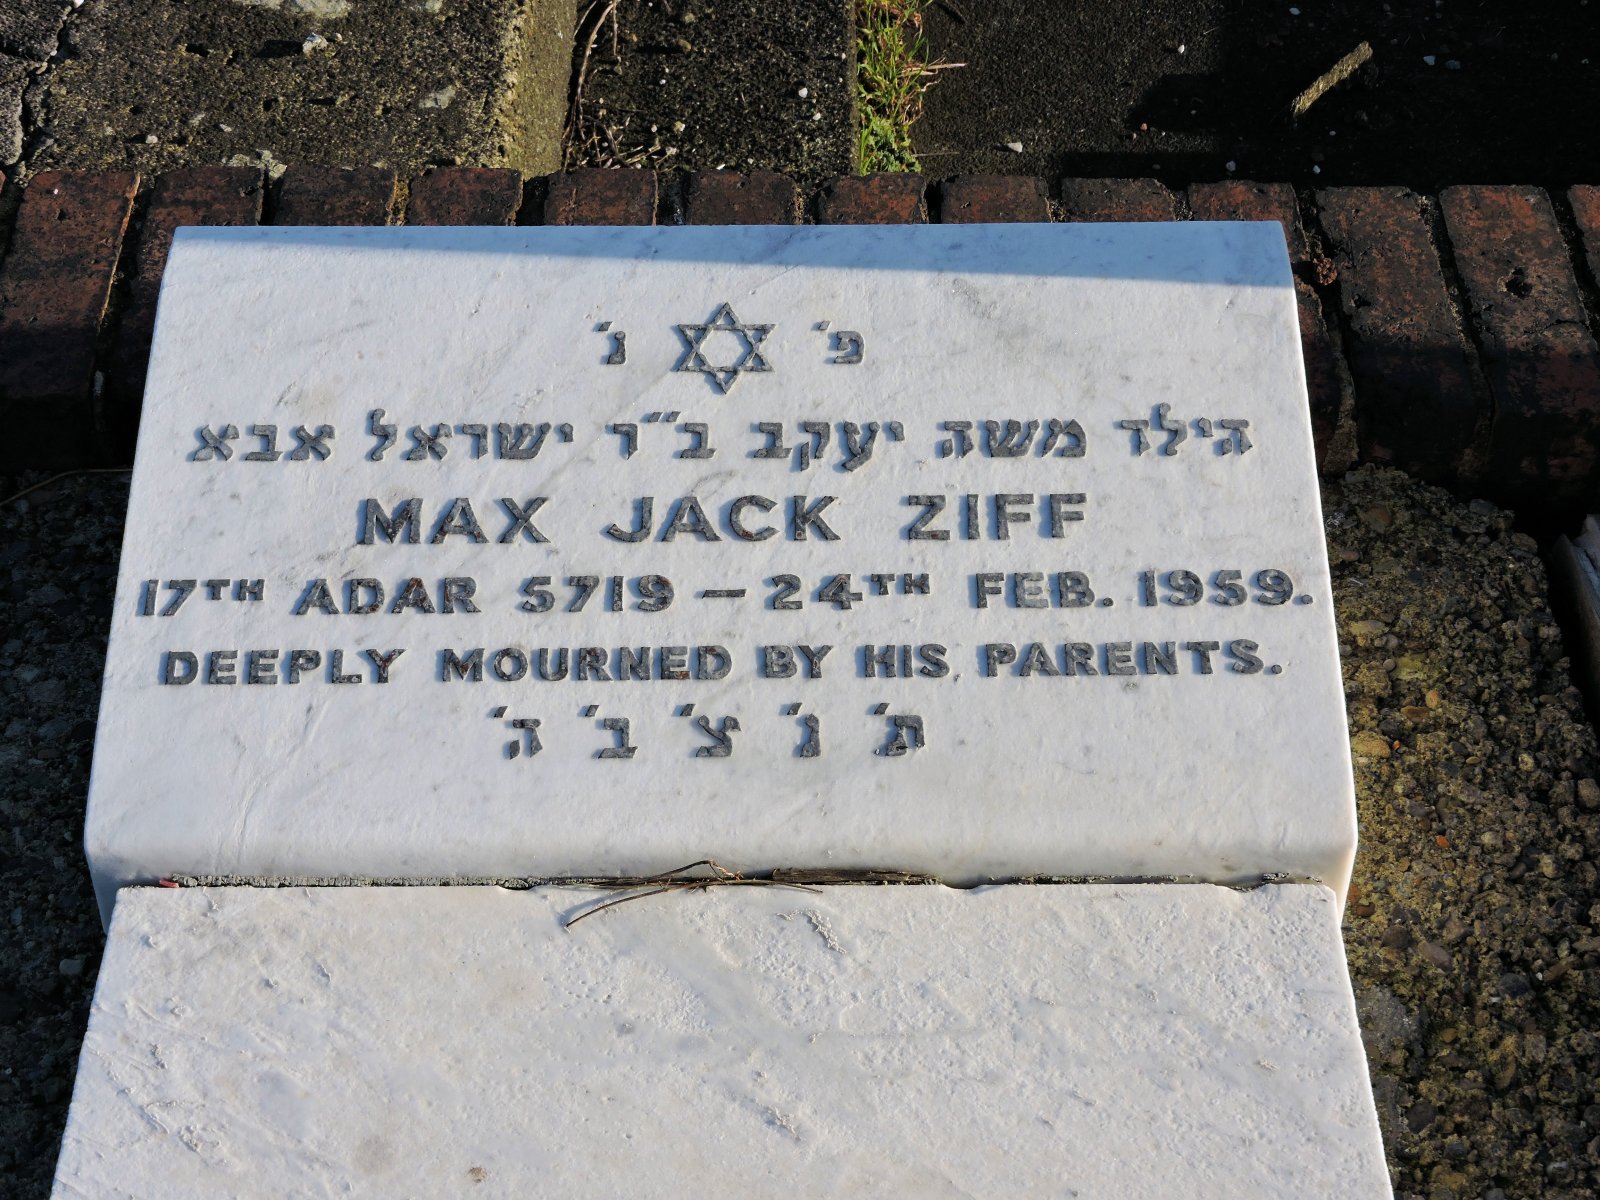 פ׳ נ׳
הילד משה יעקב ב״ר ישראל אבא
MAX JACK ZIFF
17TH ADAR 5719 – 24TH FEB. 1959.
DEEPLY MOURNED BY HIS PARENTS.
ת׳ נ׳ צ׳ ב׳ ה׳